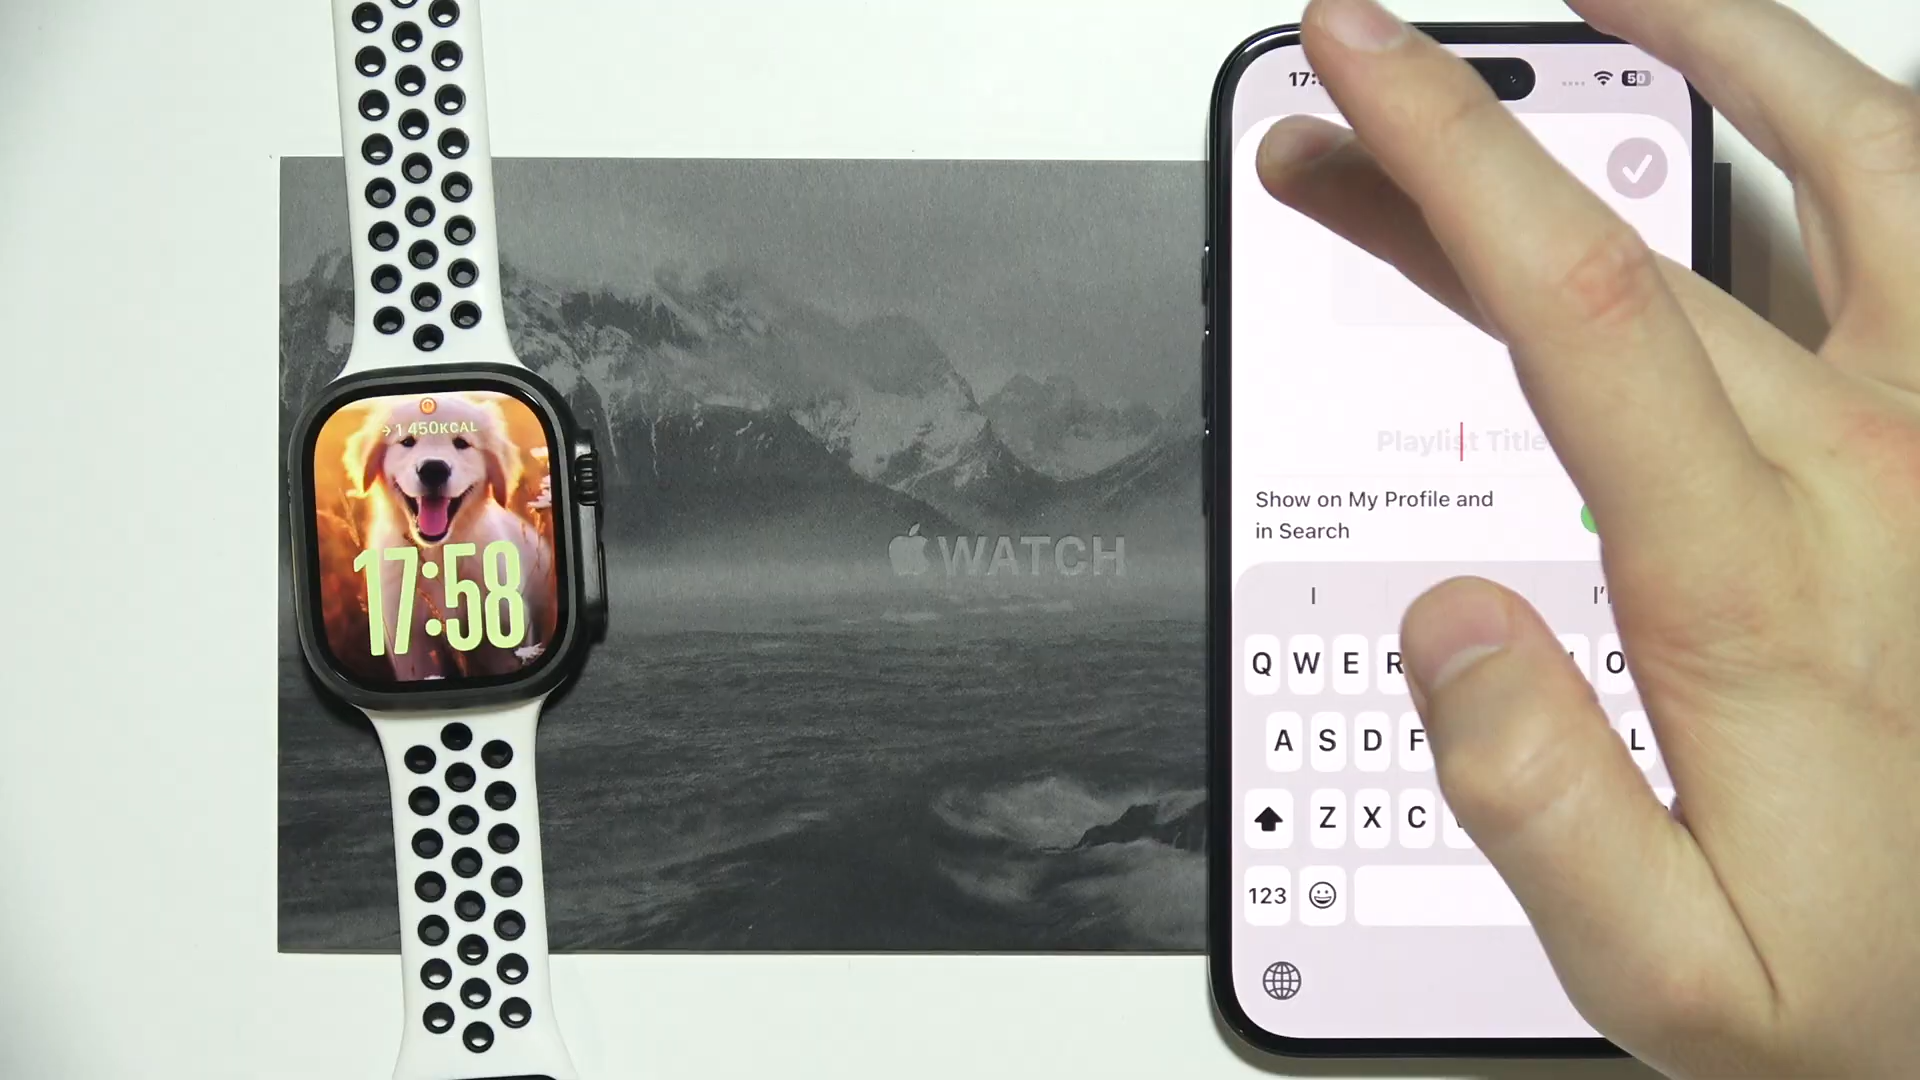 1 450KCAL
17:58
WATCH
17:
50
Playlist Title
Show on My Profile and
in Search
I
Q W E R O
A S D F L
Z X C
123